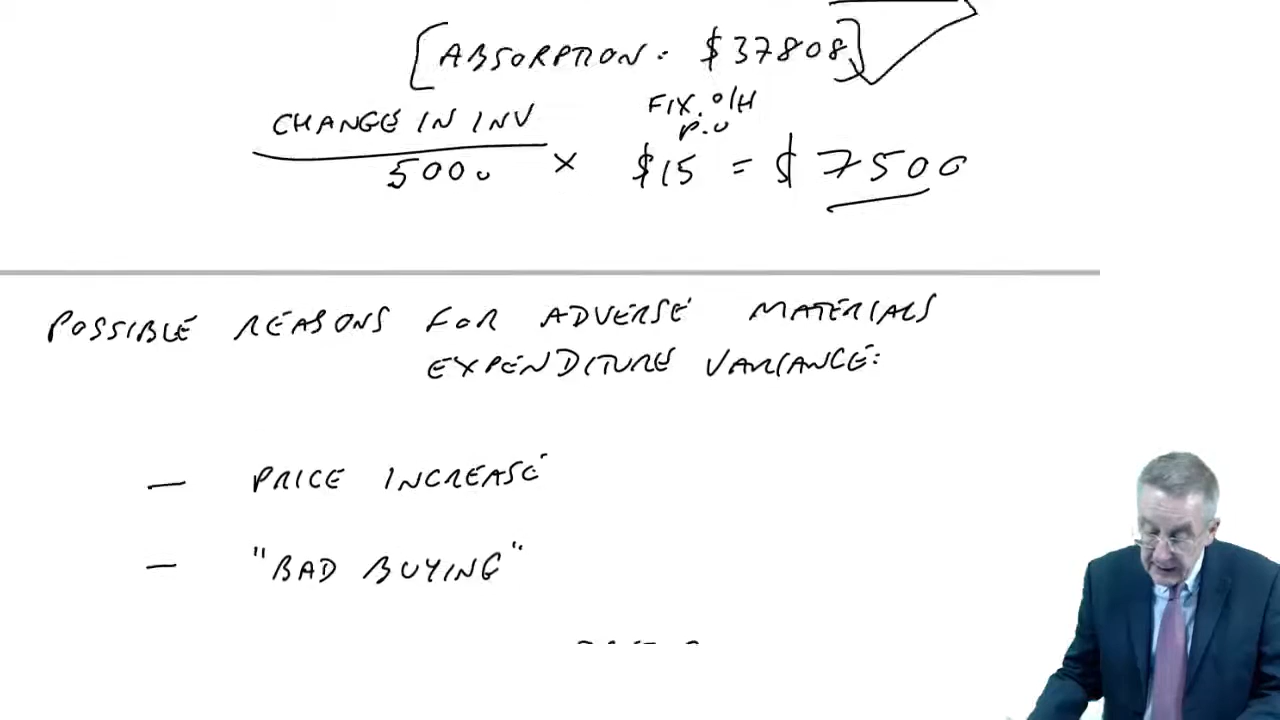 [ABSORPTION: $37808]
FIX. O/H
CHANGE IN INV P.U
500 × $15 = $7500
POSSIBLE REASONS FOR ADVERSE MATERIALS
EXPENDITURE VARIANCE:
— PRICE INCREASE
— "BAD BUYING"